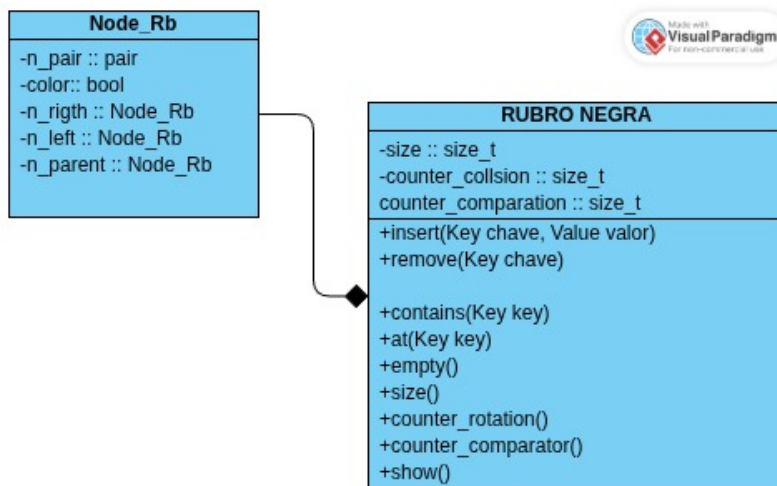 Node_Rb
-n_pair :: pair
-color:: bool
-n_rigth :: Node_Rb
-n_left :: Node_Rb
-n_parent :: Node_Rb
Made with
Visual Paradigm
For non-commercial use
RUBRO NEGRA
-size :: size_t
-counter_collsion :: size_t
counter_comparation :: size_t
+insert(Key chave, Value valor)
+remove(Key chave)
+contains(Key key)
+at(Key key)
+empty()
+size()
+counter_rotation()
+counter_comparator()
+show()